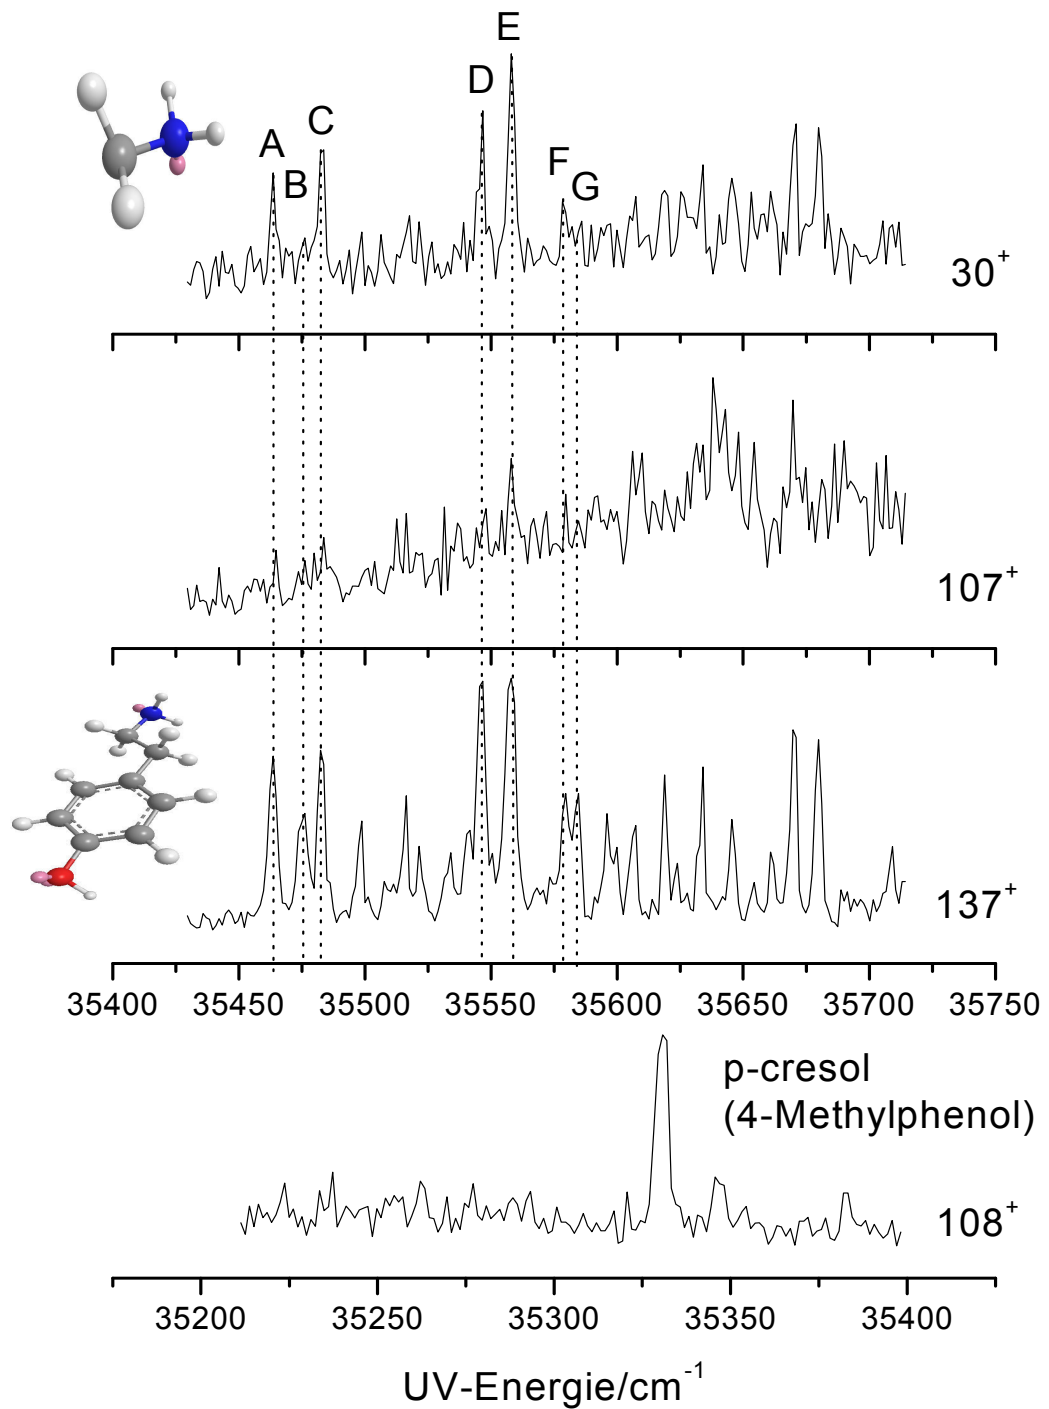 E
D
C
A
F
B
G
30⁺
107⁺
137⁺
35400 35450 35500 35550 35600 35650 35700 35750
p-cresol
(4-Methylphenol)
108⁺
35200 35250 35300 35350 35400
UV-Energie/cm⁻¹